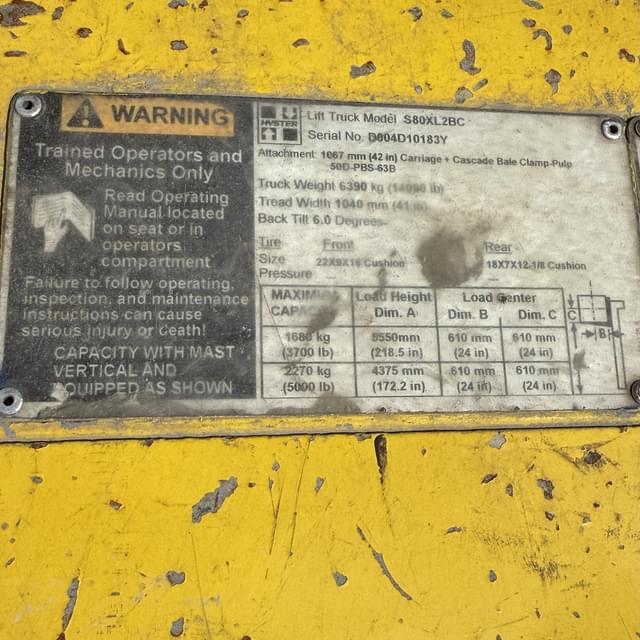 WARNING
Trained Operators and
Mechanics Only
Read Operating
Manual located
on seat or in
operators
compartment
Failure to follow operating,
inspection, and maintenance
instructions can cause
serious injury or death!
CAPACITY WITH MAST
VERTICAL AND
EQUIPPED AS SHOWN
HYSTER
Lift Truck Model S80XL2BC
Serial No. D004D10183Y
Attachment: 1067 mm (42 in) Carriage + Cascade Bale Clamp-Pulp
50D-PBS-63B
Truck Weight 6390 kg (14090 lb)
Tread Width 1040 mm (41 in)
Back Tilt 6.0 Degrees
Tire Front Rear
Size 22X9X16 Cushion 18X7X12-1/8 Cushion
Pressure
MAXIMUM Load Height Load Center
CAPACITY Dim. A Dim. B Dim. C
1680 kg 5550mm 610 mm 610 mm
(3700 lb) (218.5 in) (24 in) (24 in)
2270 kg 4375 mm 610 mm 610 mm
(5000 lb) (172.2 in) (24 in) (24 in)
C
B
A